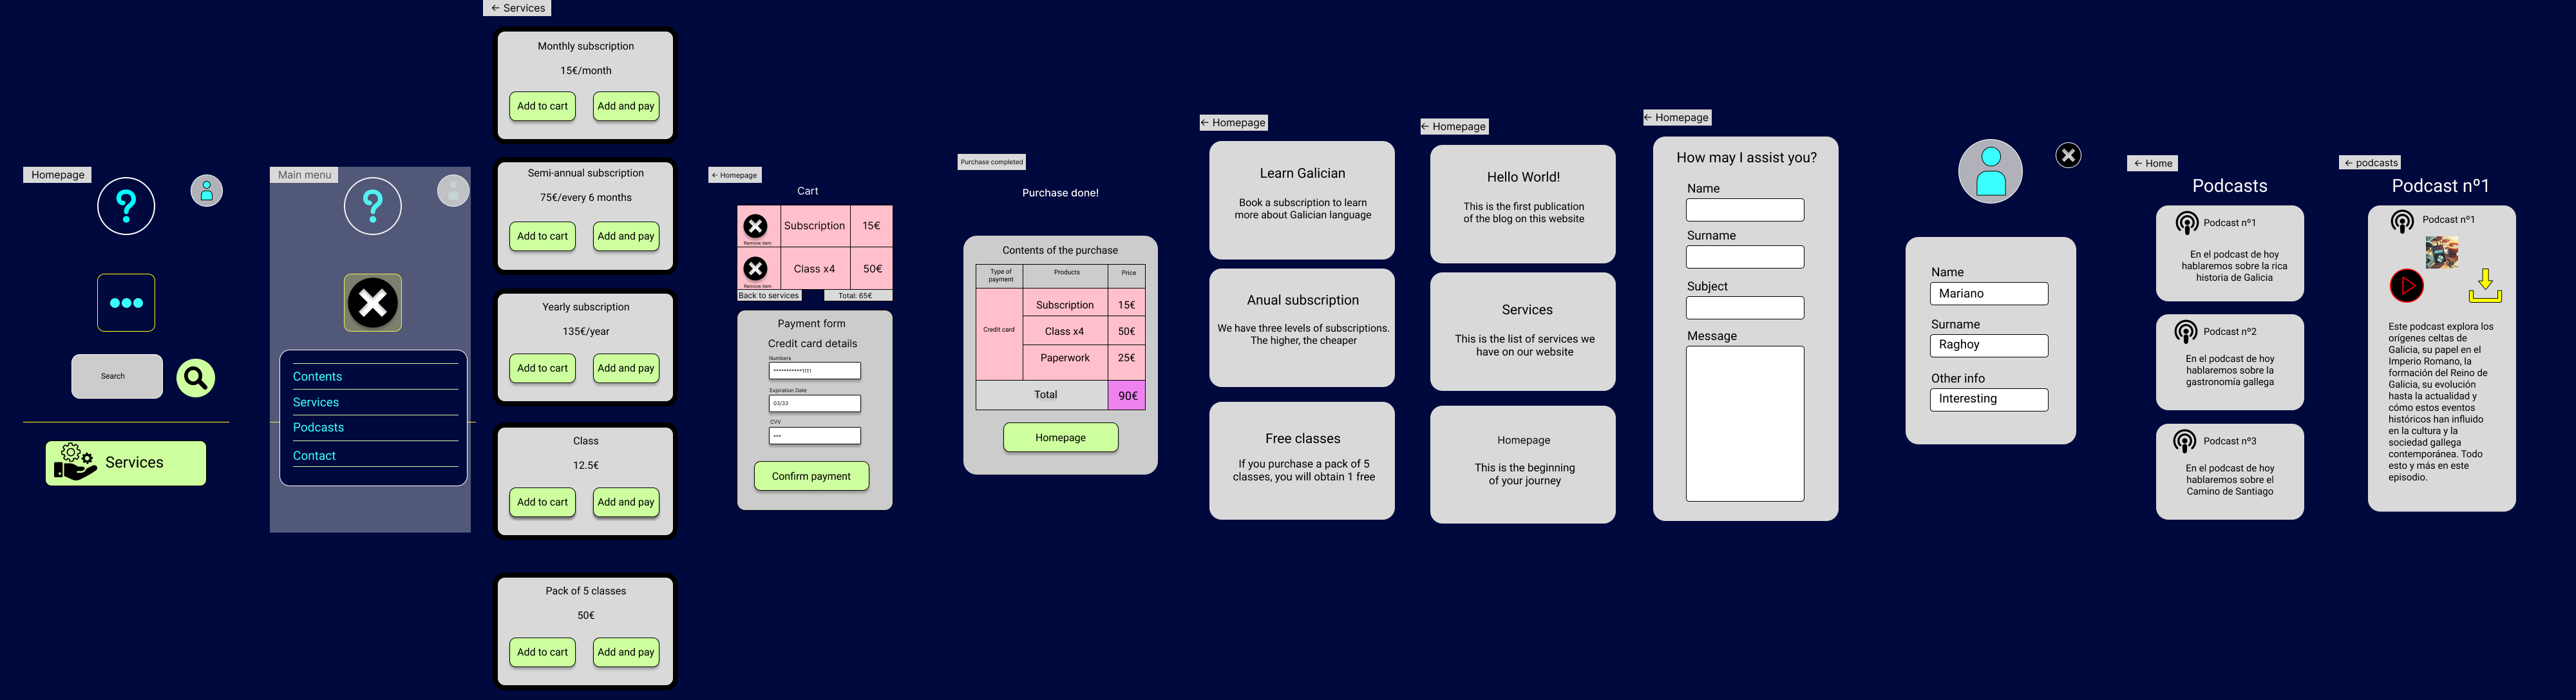 Homepage
?
Search
Services
Main menu
?
Contents
Services
Podcasts
Contact
← Services
Monthly subscription
15€/month
Add to cart
Add and pay
Semi-annual subscription
75€/every 6 months
Add to cart
Add and pay
Yearly subscription
135€/year
Add to cart
Add and pay
Class
12.5€
Add to cart
Add and pay
Pack of 5 classes
50€
Add to cart
Add and pay
← Homepage
Cart
Subscription
15€
Remove item
Class x4
50€
Remove item
Back to services
Total: 65€
Payment form
Credit card details
Numbers
************1111
Expiration Date
03/33
CVV
***
Confirm payment
Purchase completed
Purchase done!
Contents of the purchase
Type of
payment
Products
Price
Credit card
Subscription
15€
Class x4
50€
Paperwork
25€
Total
90€
Homepage
← Homepage
Learn Galician
Book a subscription to learn
more about Galician language
Anual subscription
We have three levels of subscriptions.
The higher, the cheaper
Free classes
If you purchase a pack of 5
classes, you will obtain 1 free
← Homepage
Hello World!
This is the first publication
of the blog on this website
Services
This is the list of services we
have on our website
Homepage
This is the beginning
of your journey
← Homepage
How may I assist you?
Name
Surname
Subject
Message
Name
Mariano
Surname
Raghoy
Other info
Interesting
← Home
Podcasts
Podcast nº1
En el podcast de hoy
hablaremos sobre la rica
historia de Galicia
Podcast nº2
En el podcast de hoy
hablaremos sobre la
gastronomía gallega
Podcast nº3
En el podcast de hoy
hablaremos sobre el
Camino de Santiago
← podcasts
Podcast nº1
Podcast nº1
Este podcast explora los
orígenes celtas de
Galicia, su papel en el
Imperio Romano, la
formación del Reino de
Galicia, su evolución
hasta la actualidad y
cómo estos eventos
históricos han influido
en la cultura y la
sociedad gallega
contemporánea. Todo
esto y más en este
episodio.